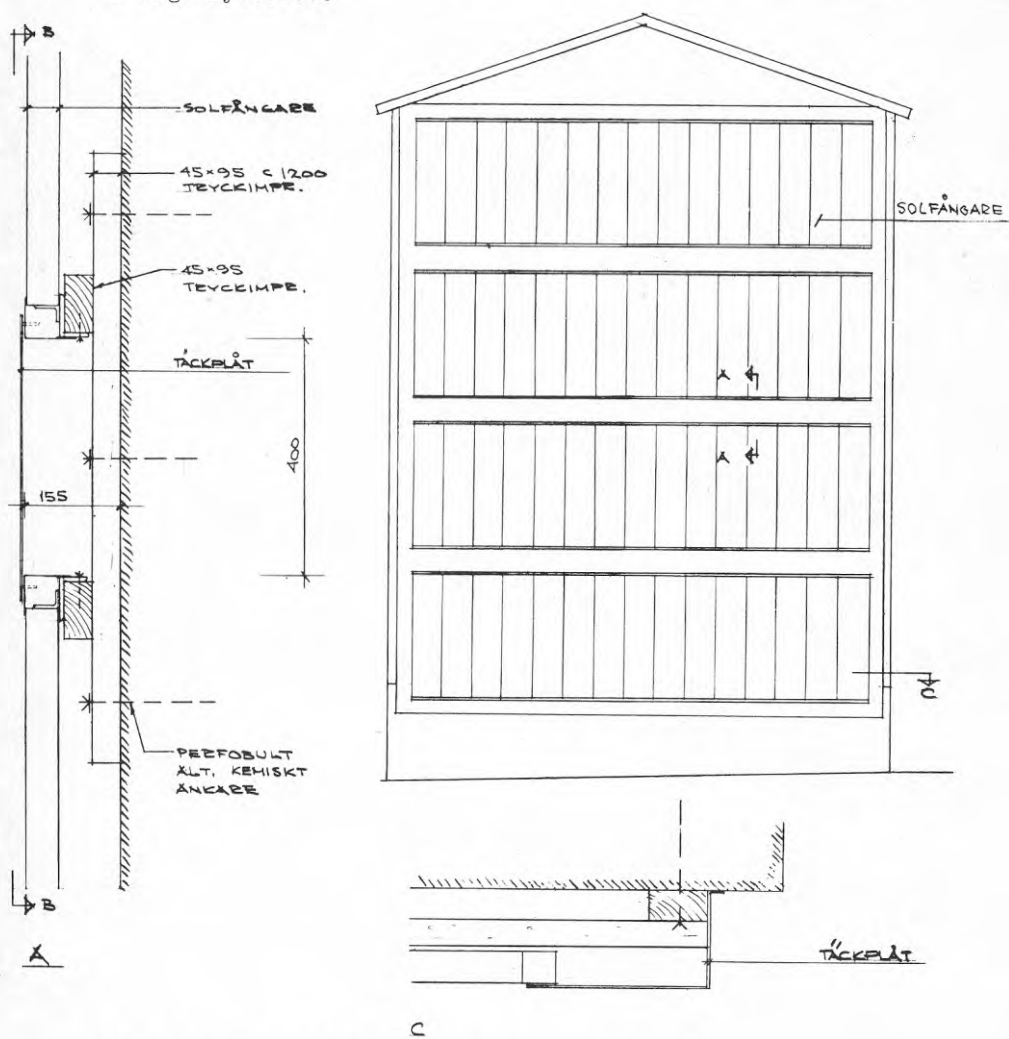 B
SOLFÅNGARE
45×95 c 1200
TRYCKIMPR.
45×95
TRYCKIMPR.
TÄCKPLÅT
400
155
PERFOBULT
ALT. KEMISKT
ANKARE
B
A
SOLFÅNGARE
A
A
C
TÄCKPLÅT
C